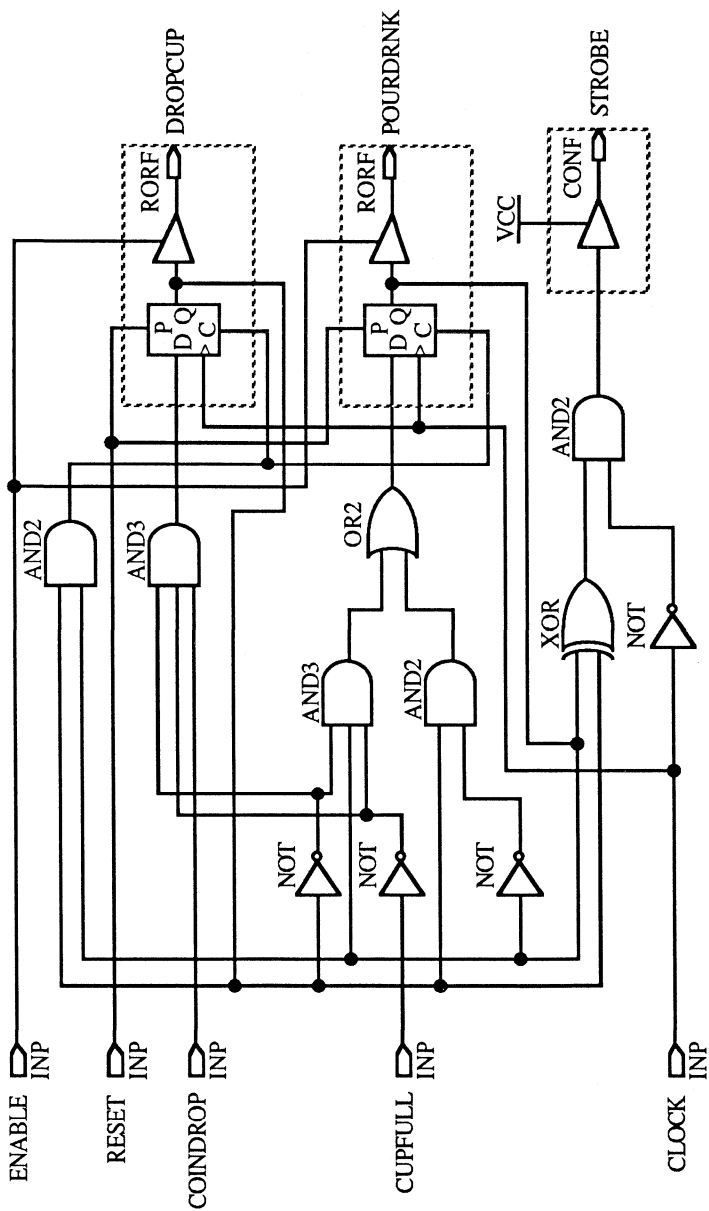 ENABLE
INP
RESET
INP
COINDROP
INP
CUPFULL
INP
CLOCK
INP
NOT
NOT
NOT
AND2
AND3
AND3
AND2
OR2
XOR
NOT
AND2
P
D Q
C
RORF
DROPCUP
P
D Q
C
RORF
POURDRNK
VCC
CONF
STROBE